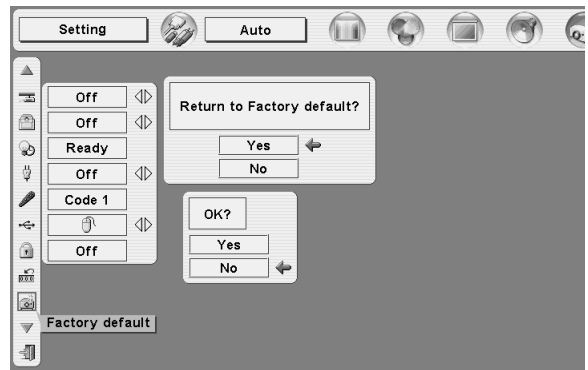 Setting
Auto
Off
Off
Ready
Off
Code 1
Off
Factory default
Return to Factory default?
Yes
No
OK?
Yes
No